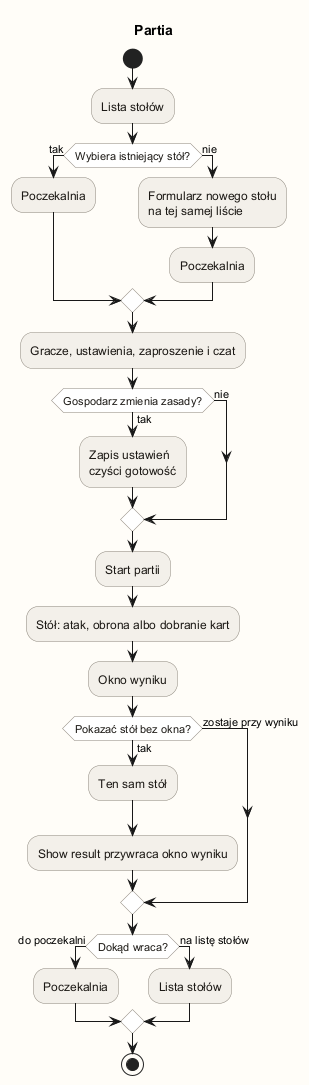 Partia
Lista stołów
tak
Wybiera istniejący stół?
nie
Poczekalnia
Formularz nowego stołu
na tej samej liście
Poczekalnia
Gracze, ustawienia, zaproszenie i czat
Gospodarz zmienia zasady?
nie
tak
Zapis ustawień
czyści gotowość
Start partii
Stół: atak, obrona albo dobranie kart
Okno wyniku
Pokazać stół bez okna?
zostaje przy wyniku
tak
Ten sam stół
Show result przywraca okno wyniku
do poczekalni
Dokąd wraca?
na listę stołów
Poczekalnia
Lista stołów